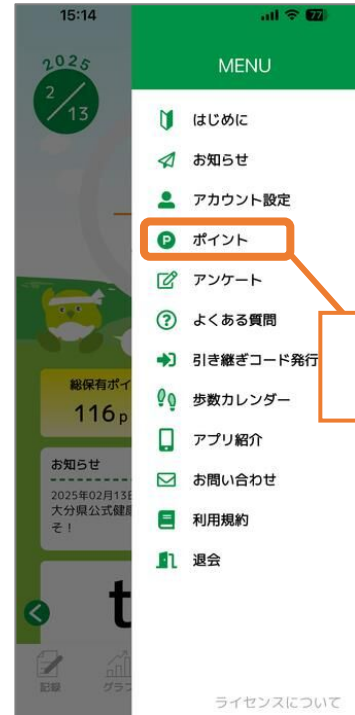 15:14
77
2025
2/13
MENU
はじめに
お知らせ
アカウント設定
ポイント
アンケート
よくある質問
引き継ぎコード発行
歩数カレンダー
アプリ紹介
お問い合わせ
利用規約
退会
ライセンスについて
総保有ポイ
116 p
お知らせ
2025年02月13日
大分県公式健康
そ！
t
記録
グラフ